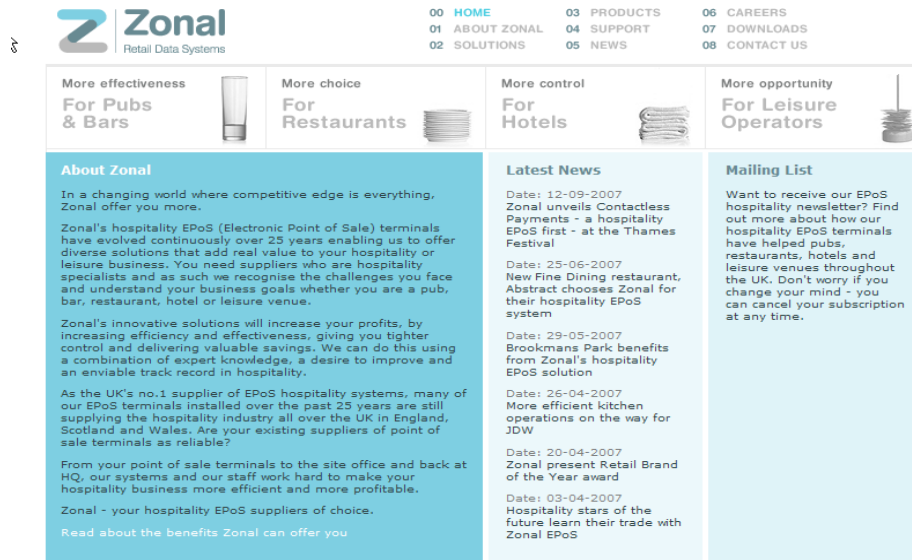 Zonal
Retail Data Systems
00 HOME
01 ABOUT ZONAL
02 SOLUTIONS
03 PRODUCTS
04 SUPPORT
05 NEWS
06 CAREERS
07 DOWNLOADS
08 CONTACT US
More effectiveness
For Pubs
& Bars
More choice
For
Restaurants
More control
For
Hotels
More opportunity
For Leisure
Operators
About Zonal
In a changing world where competitive edge is everything,
Zonal offer you more.
Zonal's hospitality EPoS (Electronic Point of Sale) terminals
have evolved continuously over 25 years enabling us to offer
diverse solutions that add real value to your hospitality or
leisure business. You need suppliers who are hospitality
specialists and as such we recognise the challenges you face
and understand your business goals whether you are a pub,
bar, restaurant, hotel or leisure venue.
Zonal's innovative solutions will increase your profits, by
increasing efficiency and effectiveness, giving you tighter
control and delivering valuable savings. We can do this using
a combination of expert knowledge, a desire to improve and
an enviable track record in hospitality.
As the UK's no.1 supplier of EPoS hospitality systems, many of
our EPoS terminals installed over the past 25 years are still
supplying the hospitality industry all over the UK in England,
Scotland and Wales. Are your existing suppliers of point of
sale terminals as reliable?
From your point of sale terminals to the site office and back at
HQ, our systems and our staff work hard to make your
hospitality business more efficient and more profitable.
Zonal - your hospitality EPoS suppliers of choice.
Read about the benefits Zonal can offer you
Latest News
Date: 12-09-2007
Zonal unveils Contactless
Payments - a hospitality
EPoS first - at the Thames
Festival
Date: 25-06-2007
New Fine Dining restaurant,
Abstract chooses Zonal for
their hospitality EPoS
system
Date: 29-05-2007
Brookmans Park benefits
from Zonal's hospitality
EPoS solution
Date: 26-04-2007
More efficient kitchen
operations on the way for
JDW
Date: 20-04-2007
Zonal present Retail Brand
of the Year award
Date: 03-04-2007
Hospitality stars of the
future learn their trade with
Zonal EPoS
Mailing List
Want to receive our EPoS
hospitality newsletter? Find
out more about how our
hospitality EPoS terminals
have helped pubs,
restaurants, hotels and
leisure venues throughout
the UK. Don't worry if you
change your mind - you
can cancel your subscription
at any time.